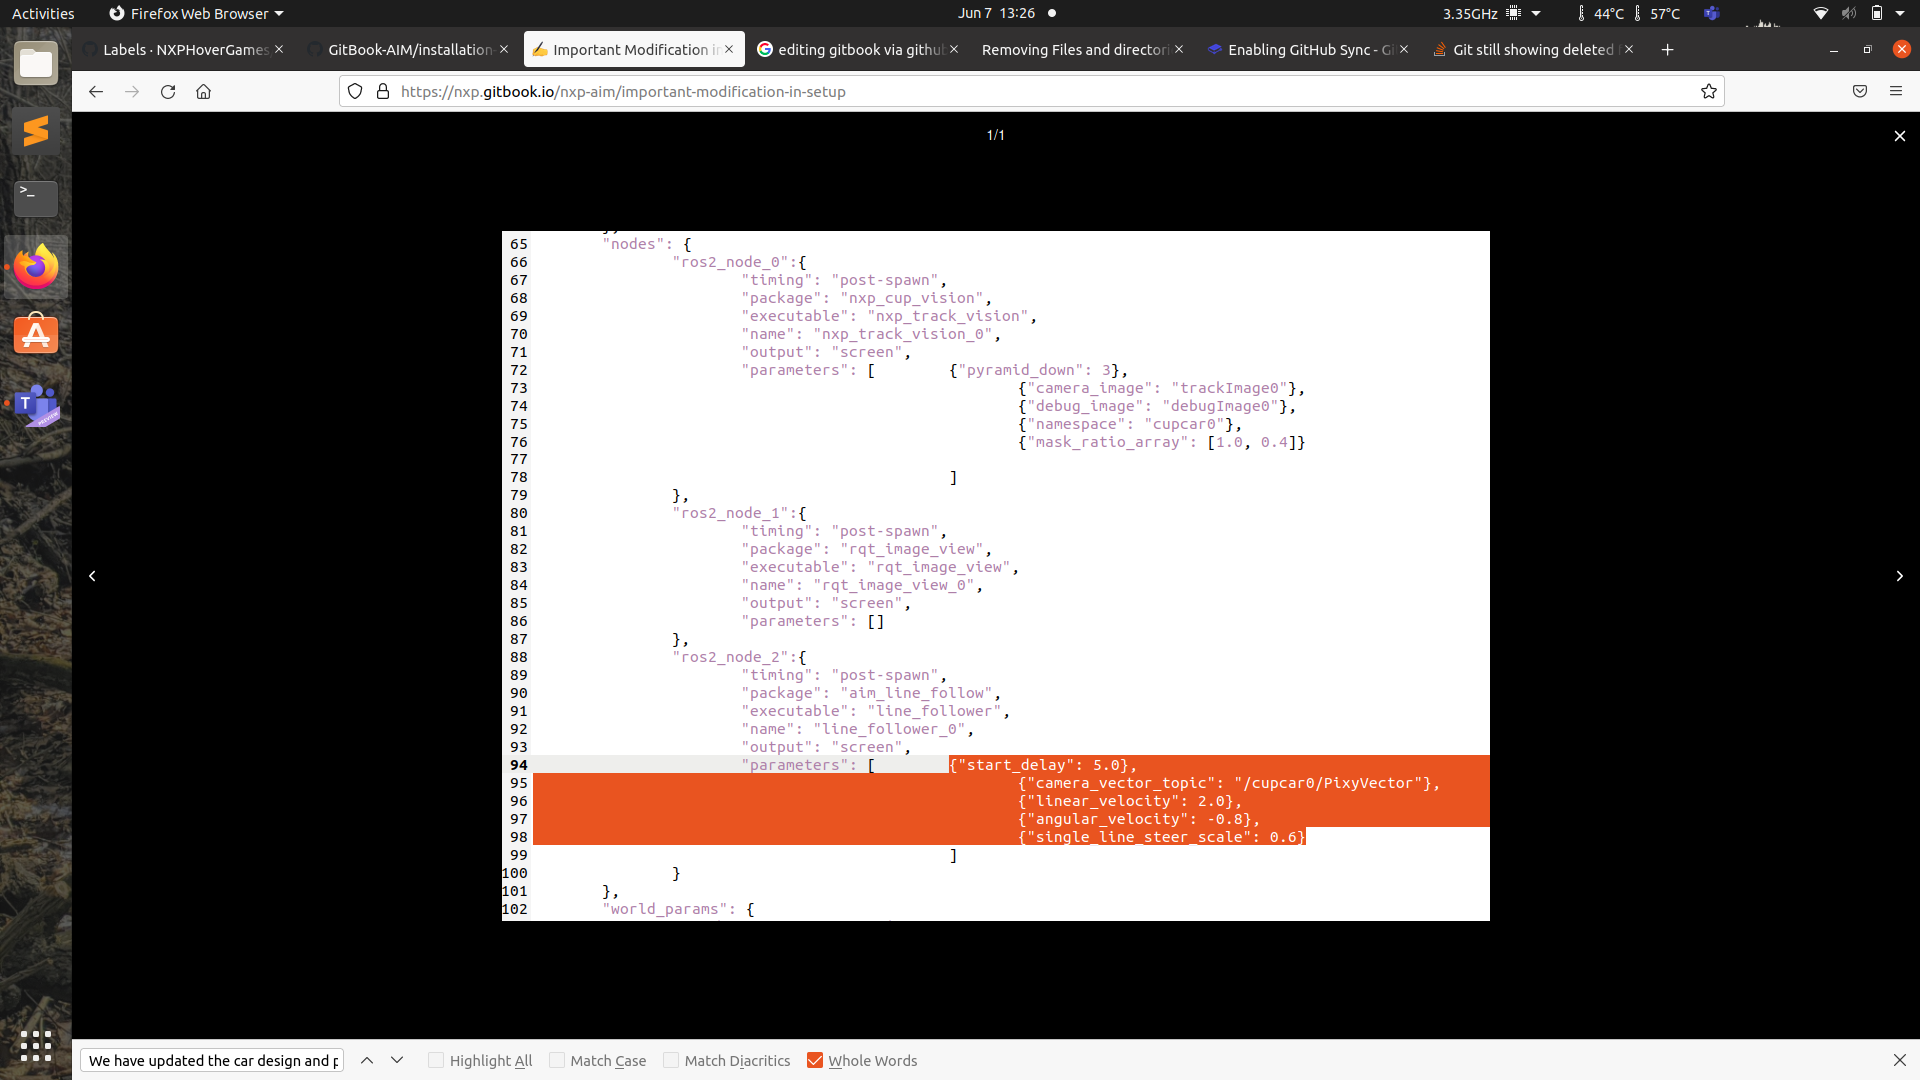 Activities Firefox Web Browser Jun 7 13:26 3.35GHz 44°C 57°C
Labels · NXPHoverGames GitBook-AIM/installation Important Modification in editing gitbook via githu Removing Files and directori Enabling GitHub Sync - Gi Git still showing deleted
https://nxp.gitbook.io/nxp-aim/important-modification-in-setup
1/1
65 "nodes": {
66 "ros2_node_0":{
67 "timing": "post-spawn",
68 "package": "nxp_cup_vision",
69 "executable": "nxp_track_vision",
70 "name": "nxp_track_vision_0",
71 "output": "screen",
72 "parameters": [ {"pyramid_down": 3},
73 {"camera_image": "trackImage0"},
74 {"debug_image": "debugImage0"},
75 {"namespace": "cupcar0"},
76 {"mask_ratio_array": [1.0, 0.4]}
77
78 ]
79 },
80 "ros2_node_1":{
81 "timing": "post-spawn",
82 "package": "rqt_image_view",
83 "executable": "rqt_image_view",
84 "name": "rqt_image_view_0",
85 "output": "screen",
86 "parameters": []
87 },
88 "ros2_node_2":{
89 "timing": "post-spawn",
90 "package": "aim_line_follow",
91 "executable": "line_follower",
92 "name": "line_follower_0",
93 "output": "screen",
94 "parameters": [ {"start_delay": 5.0},
95 {"camera_vector_topic": "/cupcar0/PixyVector"},
96 {"linear_velocity": 2.0},
97 {"angular_velocity": -0.8},
98 {"single_line_steer_scale": 0.6}
99 ]
100 }
101 },
102 "world_params": {
We have updated the car design and p Highlight All Match Case Match Diacritics Whole Words